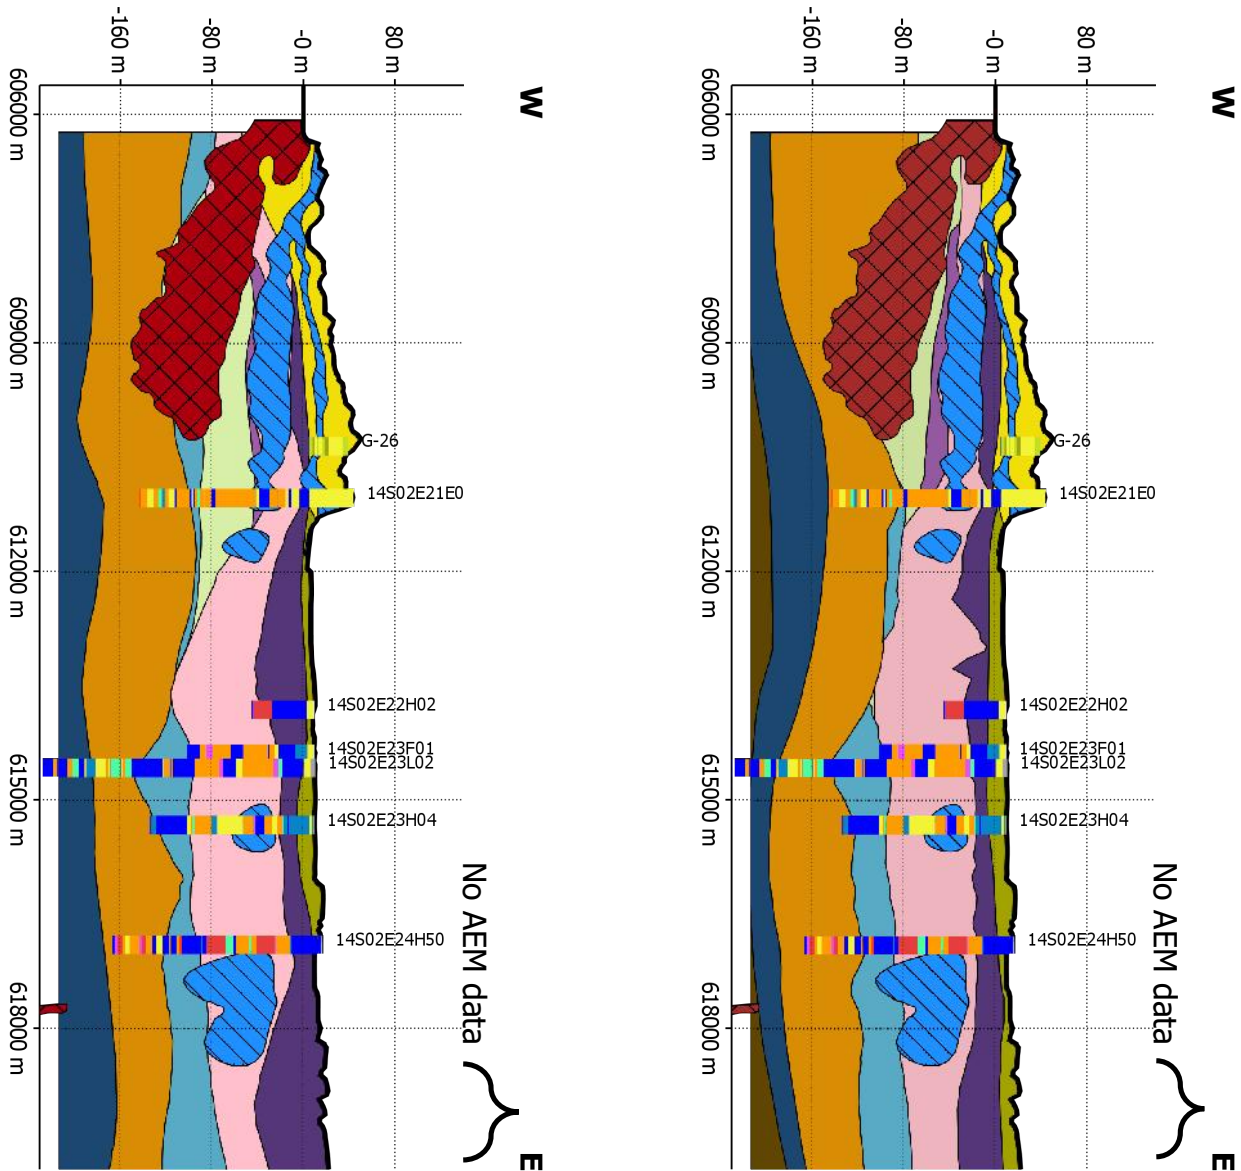 W
80 m
-0 m
-80 m
-160 m
606000 m
609000 m
612000 m
615000 m
618000 m
G-26
14S02E21E0
14S02E22H02
14S02E23F01
14S02E23L02
14S02E23H04
14S02E24H50
No AEM data
E
W
80 m
-0 m
-80 m
-160 m
606000 m
609000 m
612000 m
615000 m
618000 m
G-26
14S02E21E0
14S02E22H02
14S02E23F01
14S02E23L02
14S02E23H04
14S02E24H50
No AEM data
E